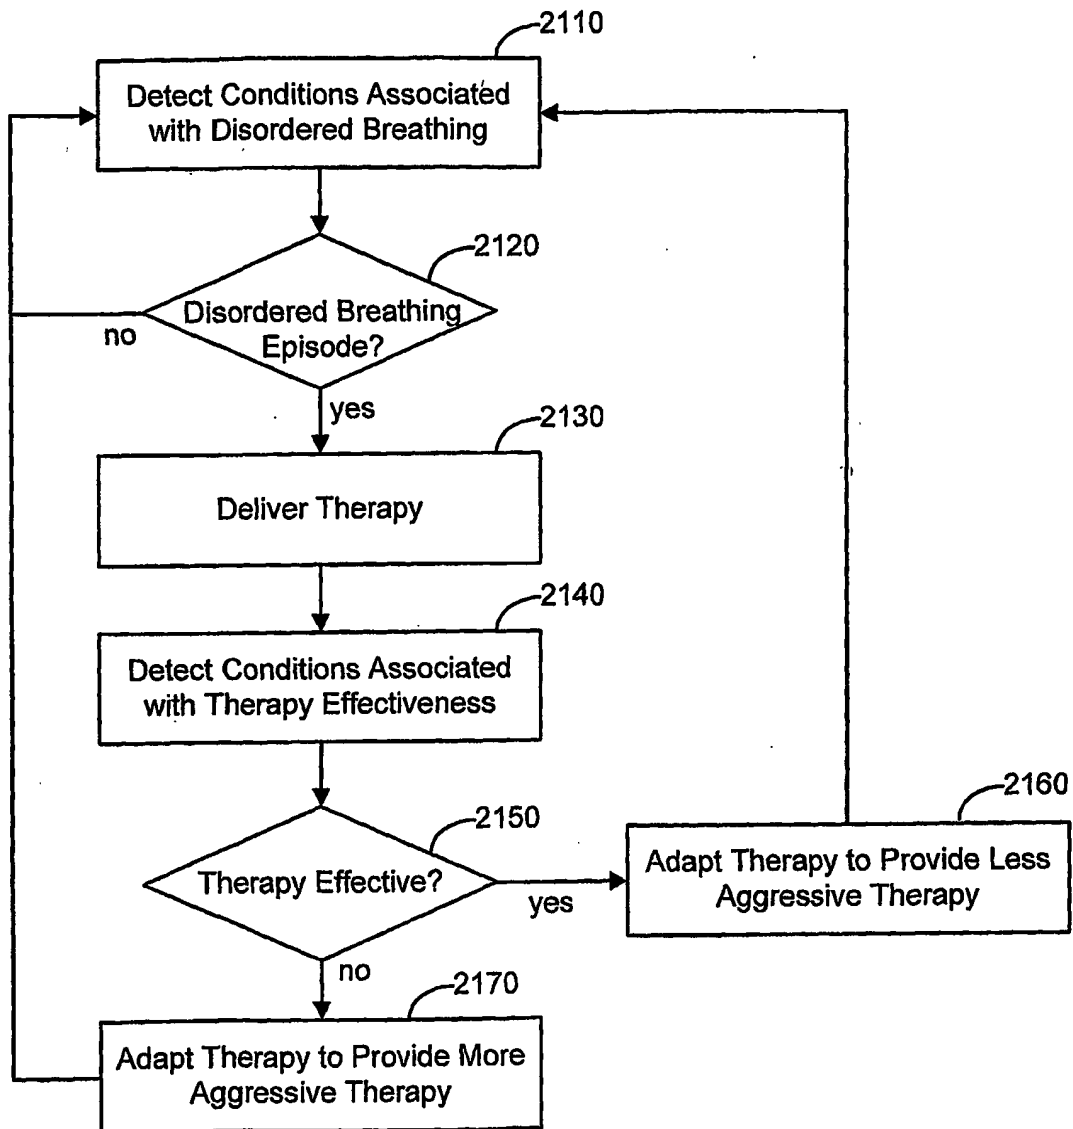 2110
Detect Conditions Associated
with Disordered Breathing
2120
Disordered Breathing
Episode?
no
yes
2130
Deliver Therapy
2140
Detect Conditions Associated
with Therapy Effectiveness
2150
Therapy Effective?
yes
2160
Adapt Therapy to Provide Less
Aggressive Therapy
no
2170
Adapt Therapy to Provide More
Aggressive Therapy